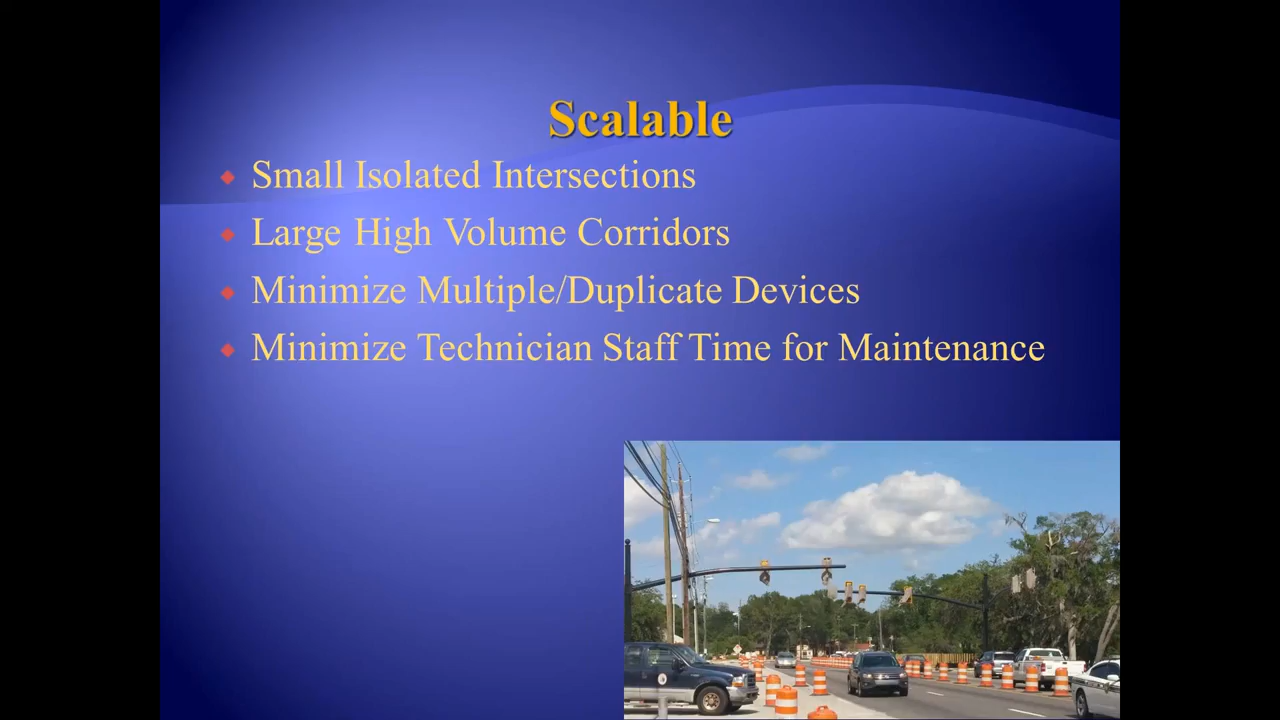 Scalable
Small Isolated Intersections
Large High Volume Corridors
Minimize Multiple/Duplicate Devices
Minimize Technician Staff Time for Maintenance